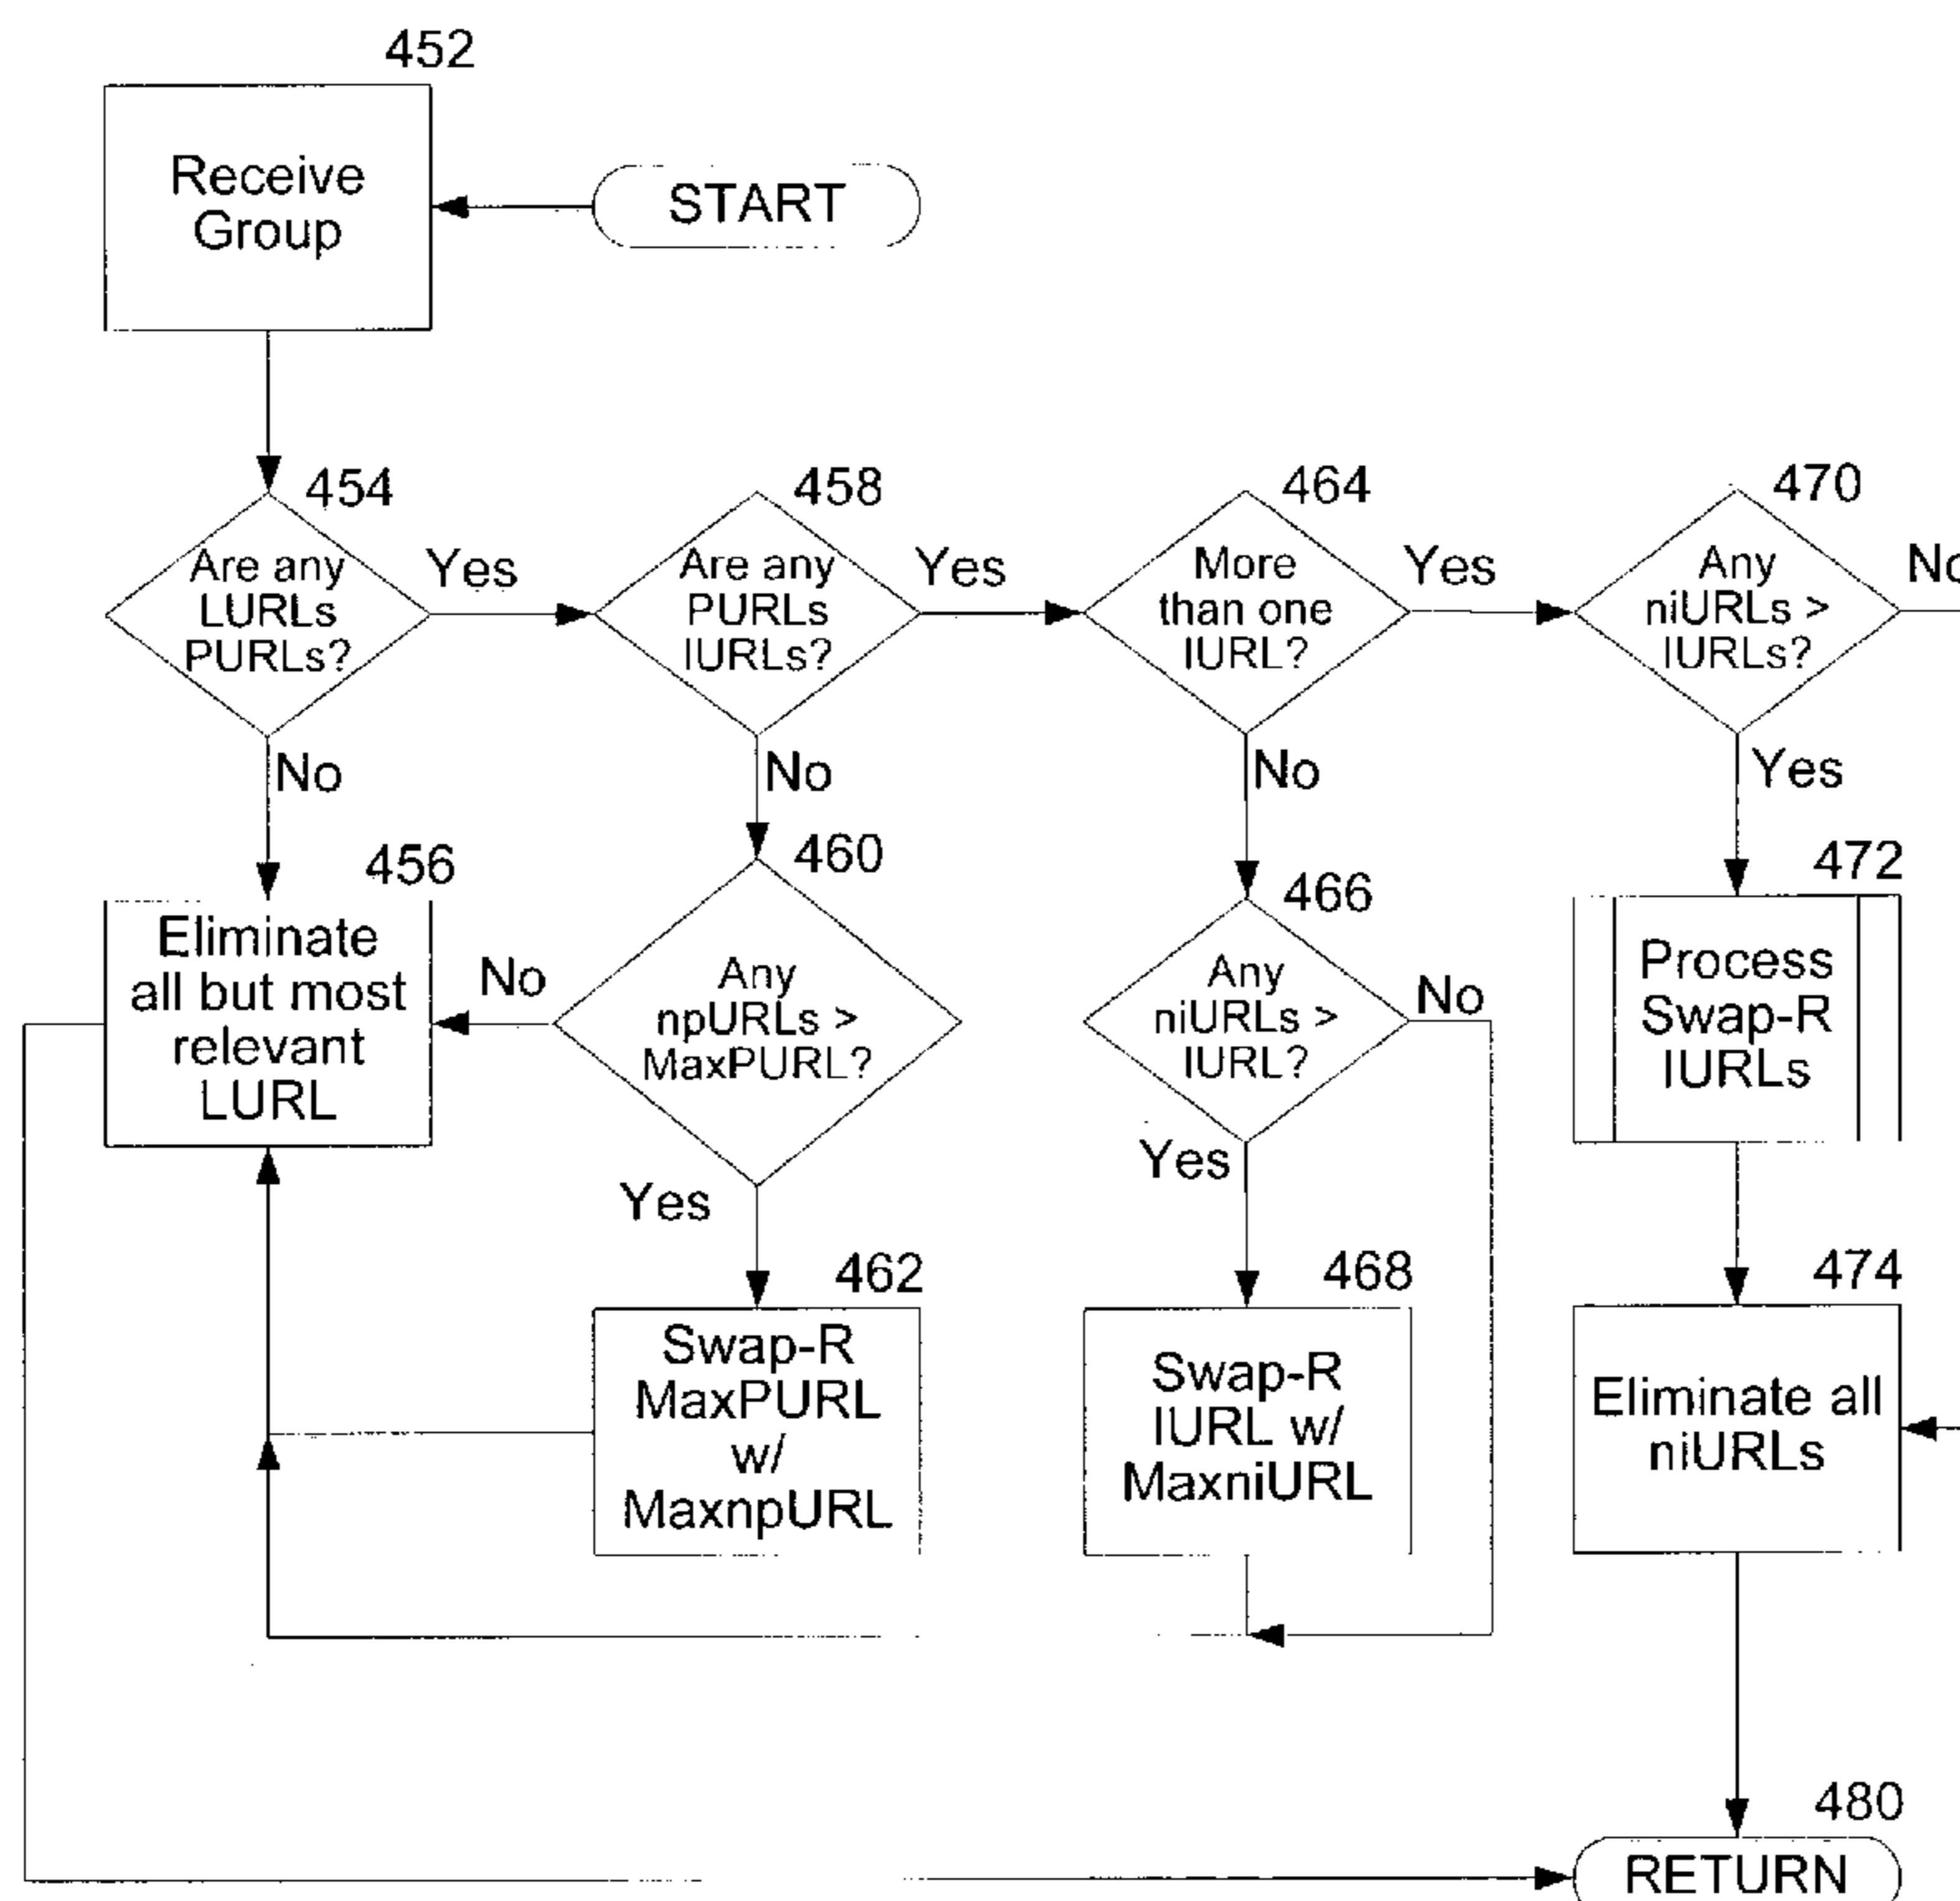 452
Receive
Group
START
454
Are any
LURLs
PURLs?
Yes
No
458
Are any
PURLs
IURLs?
Yes
No
464
More
than one
IURL?
Yes
No
470
Any
niURLs >
IURLs?
No
Yes
456
Eliminate
all but most
relevant
LURL
460
Any
npURLs >
MaxPURL?
No
Yes
466
Any
niURLs >
IURL?
No
Yes
472
Process
Swap-R
IURLs
462
Swap-R
MaxPURL
w/
MaxnpURL
468
Swap-R
IURL w/
MaxniURL
474
Eliminate all
niURLs
480
RETURN